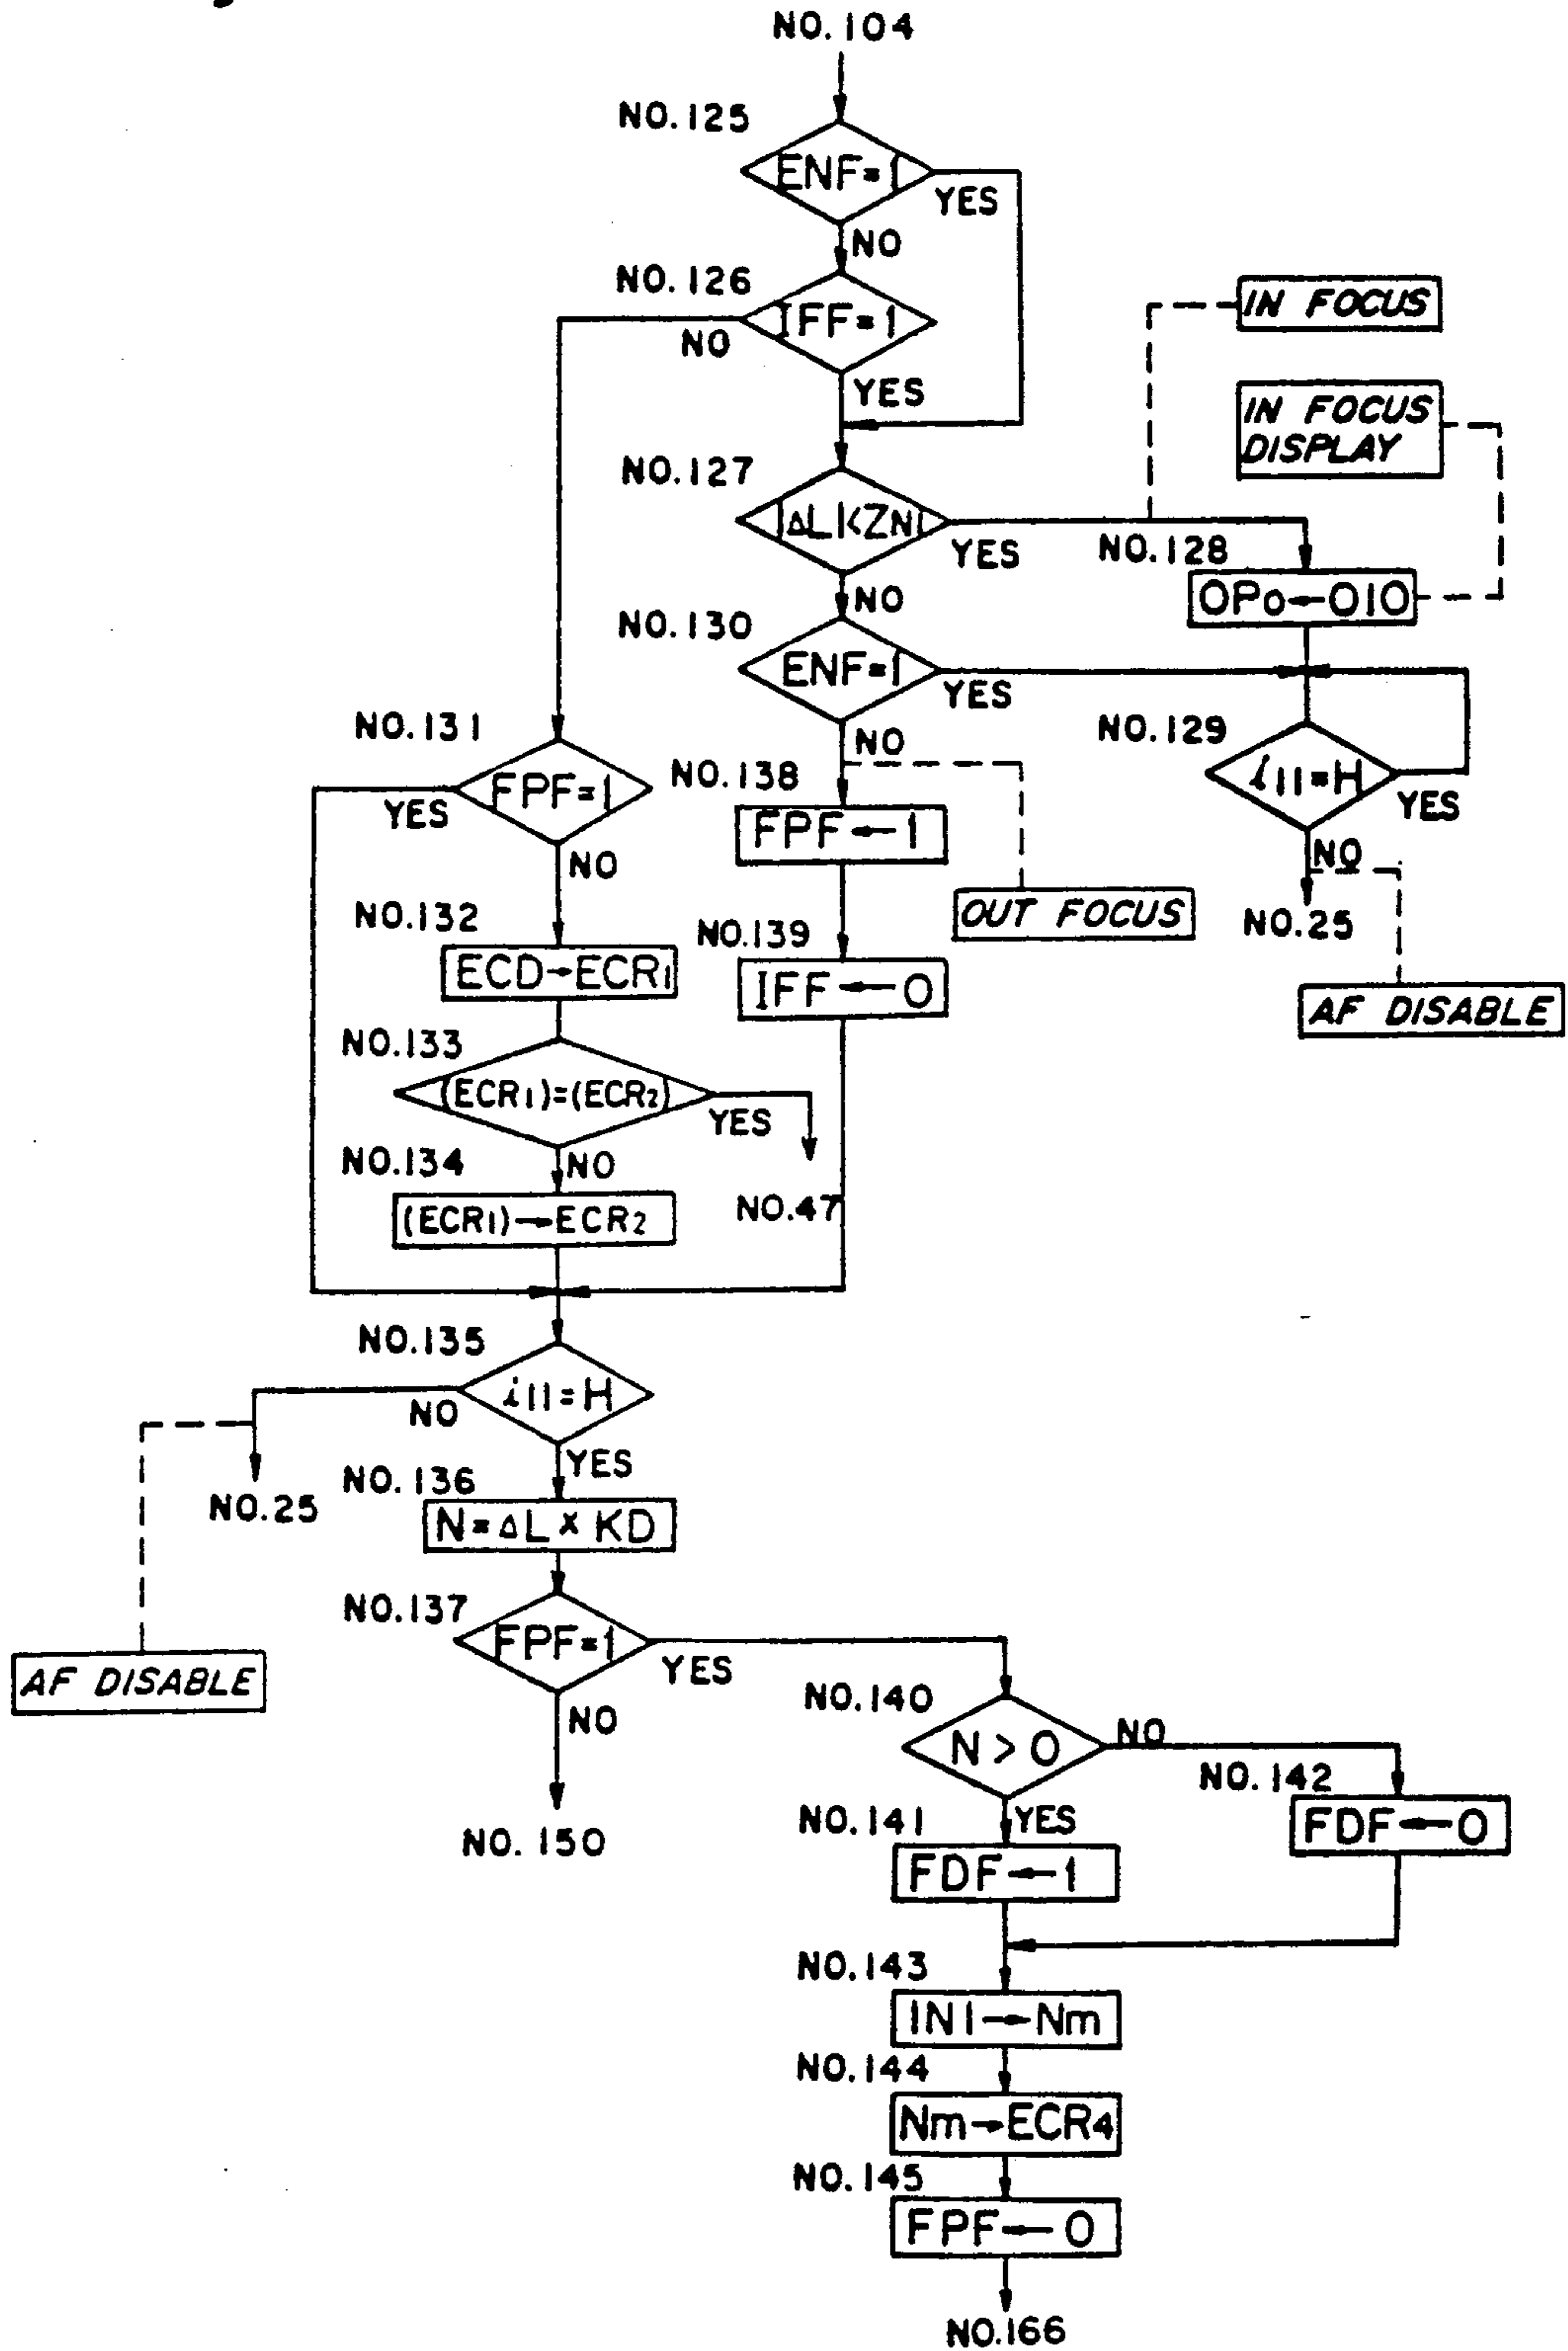 NO.104
NO.125
ENF=1
YES
NO
NO.126
IFF=1
NO
YES
IN FOCUS
IN FOCUS
DISPLAY
NO.127
|ΔL|<ZN
YES
NO
NO.128
OPo←010
NO.130
ENF=1
YES
NO
NO.129
i11=H
YES
NO
NO.25
AF DISABLE
NO.131
FPF=1
YES
NO
NO.138
FPF←1
OUT FOCUS
NO.132
ECD→ECR1
NO.139
IFF←0
NO.133
(ECR1)=(ECR2)
YES
NO
NO.47
NO.134
(ECR1)→ECR2
NO.135
i11=H
NO
YES
NO.25
AF DISABLE
NO.136
N=ΔL×KD
NO.137
FPF=1
YES
NO
NO.150
NO.140
N>0
NO
YES
NO.142
FDF←0
NO.141
FDF←1
NO.143
|N|→Nm
NO.144
Nm→ECR4
NO.145
FPF←0
NO.166